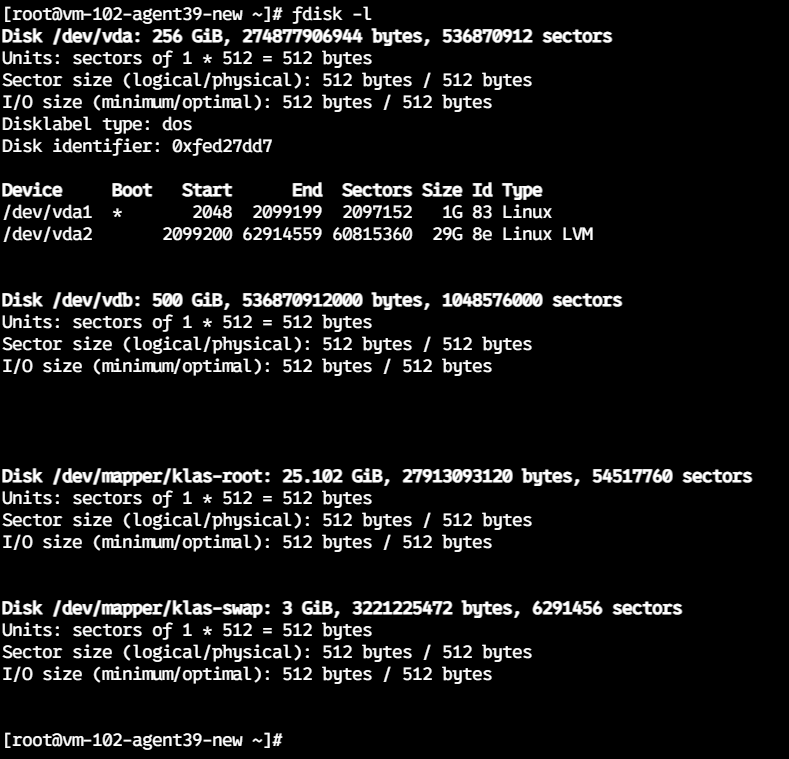 [root@vm-102-agent39-new ~]# fdisk -l
Disk /dev/vda: 256 GiB, 274877906944 bytes, 536870912 sectors
Units: sectors of 1 * 512 = 512 bytes
Sector size (logical/physical): 512 bytes / 512 bytes
I/O size (minimum/optimal): 512 bytes / 512 bytes
Disklabel type: dos
Disk identifier: 0xfed27dd7
Device     Boot   Start      End  Sectors Size Id Type
/dev/vda1  *       2048  2099199  2097152   1G 83 Linux
/dev/vda2       2099200 62914559 60815360  29G 8e Linux LVM
Disk /dev/vdb: 500 GiB, 536870912000 bytes, 1048576000 sectors
Units: sectors of 1 * 512 = 512 bytes
Sector size (logical/physical): 512 bytes / 512 bytes
I/O size (minimum/optimal): 512 bytes / 512 bytes
Disk /dev/mapper/klas-root: 25.102 GiB, 27913093120 bytes, 54517760 sectors
Units: sectors of 1 * 512 = 512 bytes
Sector size (logical/physical): 512 bytes / 512 bytes
I/O size (minimum/optimal): 512 bytes / 512 bytes
Disk /dev/mapper/klas-swap: 3 GiB, 3221225472 bytes, 6291456 sectors
Units: sectors of 1 * 512 = 512 bytes
Sector size (logical/physical): 512 bytes / 512 bytes
I/O size (minimum/optimal): 512 bytes / 512 bytes
[root@vm-102-agent39-new ~]#